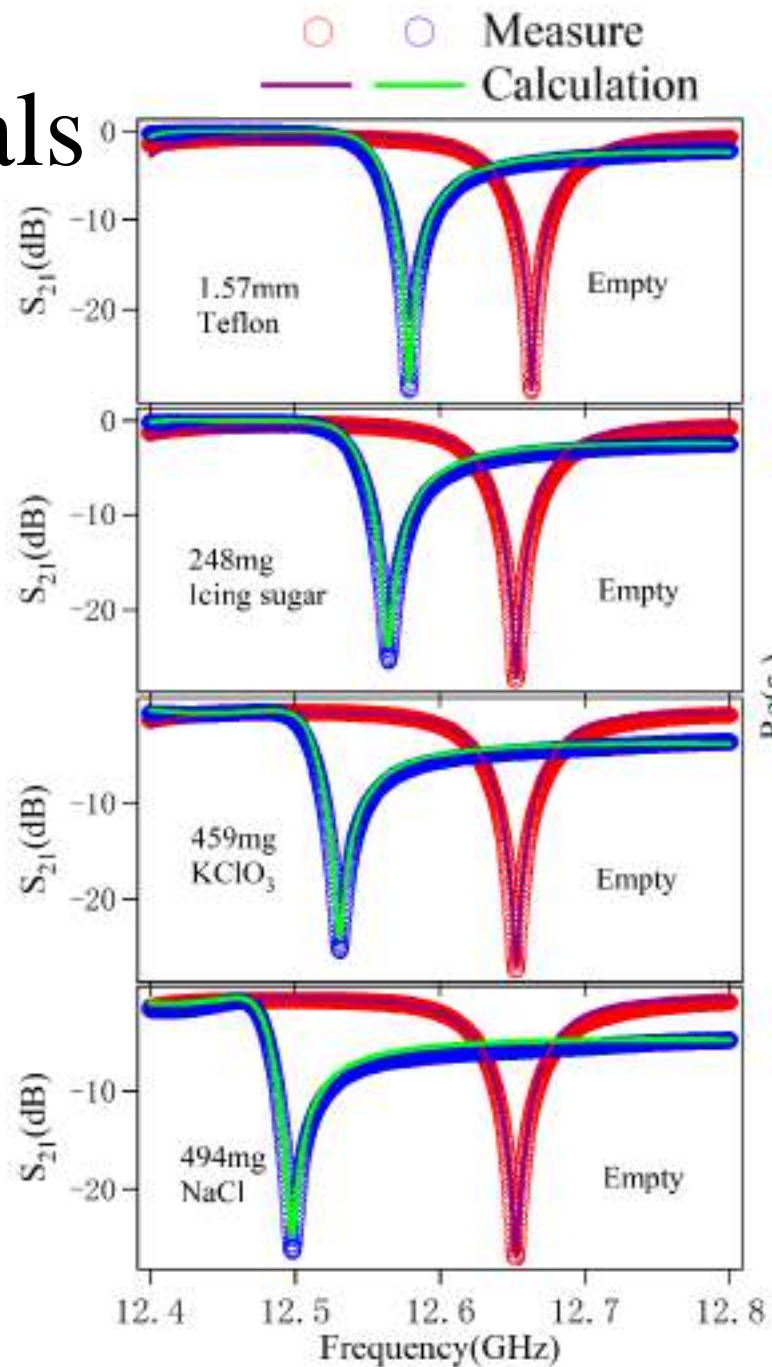 Measure
Calculation
als
0
-10
-20
S21(dB)
1.57mm
Teflon
Empty
0
-10
-20
S21(dB)
248mg
Icing sugar
Empty
-10
-20
S21(dB)
459mg
KClO3
Empty
-10
-20
S21(dB)
494mg
NaCl
Empty
12.4 12.5 12.6 12.7 12.8
Frequency(GHz)